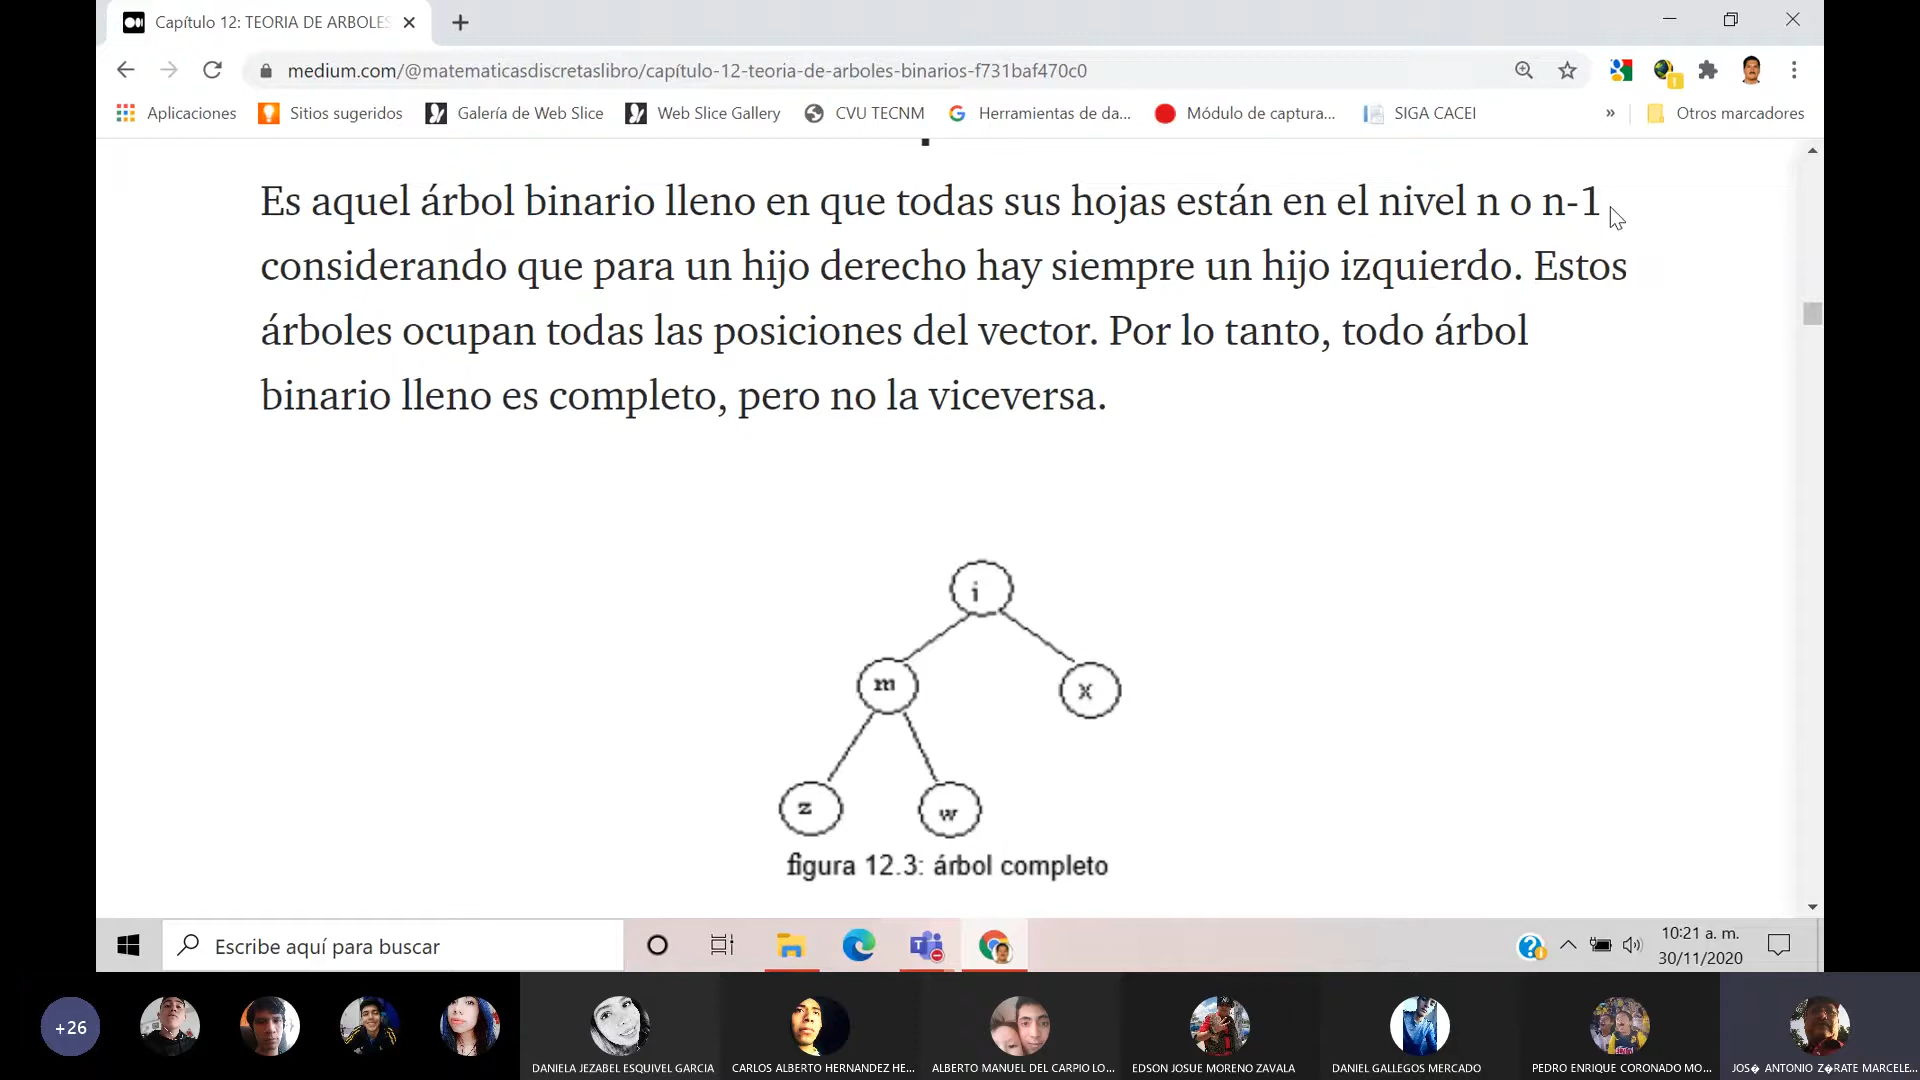 Capítulo 12: TEORIA DE ARBOLES
medium.com/@matematicasdiscretaslibro/capítulo-12-teoria-de-arboles-binarios-f731baf470c0
Aplicaciones
Sitios sugeridos
Galería de Web Slice
Web Slice Gallery
CVU TECNM
Herramientas de da...
Módulo de captura...
SIGA CACEI
»
Otros marcadores
Es aquel árbol binario lleno en que todas sus hojas están en el nivel n o n-1
considerando que para un hijo derecho hay siempre un hijo izquierdo. Estos
árboles ocupan todas las posiciones del vector. Por lo tanto, todo árbol
binario lleno es completo, pero no la viceversa.
i
m
x
z
w
figura 12.3: árbol completo
Escribe aquí para buscar
10:21 a. m.
30/11/2020
+26
DANIELA JEZABEL ESQUIVEL GARCIA
CARLOS ALBERTO HERNANDEZ HE...
ALBERTO MANUEL DEL CARPIO LO...
EDSON JOSUE MORENO ZAVALA
DANIEL GALLEGOS MERCADO
PEDRO ENRIQUE CORONADO MO...
JOS� ANTONIO Z�RATE MARCELE...